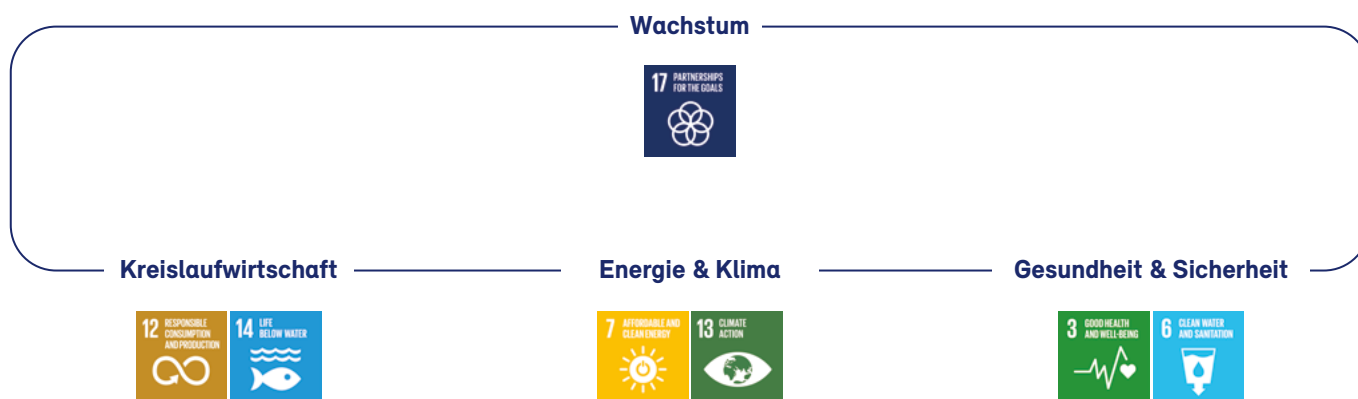 Wachstum
17 PARTNERSHIPS
FOR THE GOALS
Kreislaufwirtschaft
Energie & Klima
Gesundheit & Sicherheit
12 RESPONSIBLE
CONSUMPTION
AND PRODUCTION
14 LIFE
BELOW WATER
7 AFFORDABLE AND
CLEAN ENERGY
13 CLIMATE
ACTION
3 GOOD HEALTH
AND WELL-BEING
6 CLEAN WATER
AND SANITATION